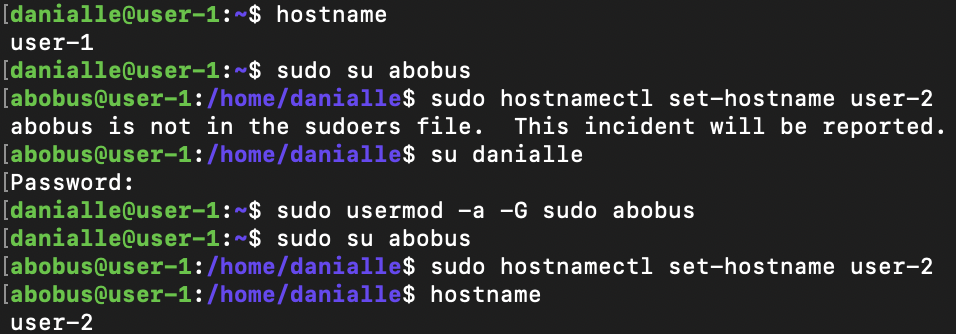 [danialle@user-1:~$ hostname
user-1
[danialle@user-1:~$ sudo su abobus
[abobus@user-1:/home/danialle$ sudo hostnamectl set-hostname user-2
abobus is not in the sudoers file.  This incident will be reported.
[abobus@user-1:/home/danialle$ su danialle
[Password:
[danialle@user-1:~$ sudo usermod -a -G sudo abobus
[danialle@user-1:~$ sudo su abobus
[abobus@user-1:/home/danialle$ sudo hostnamectl set-hostname user-2
[abobus@user-1:/home/danialle$ hostname
user-2